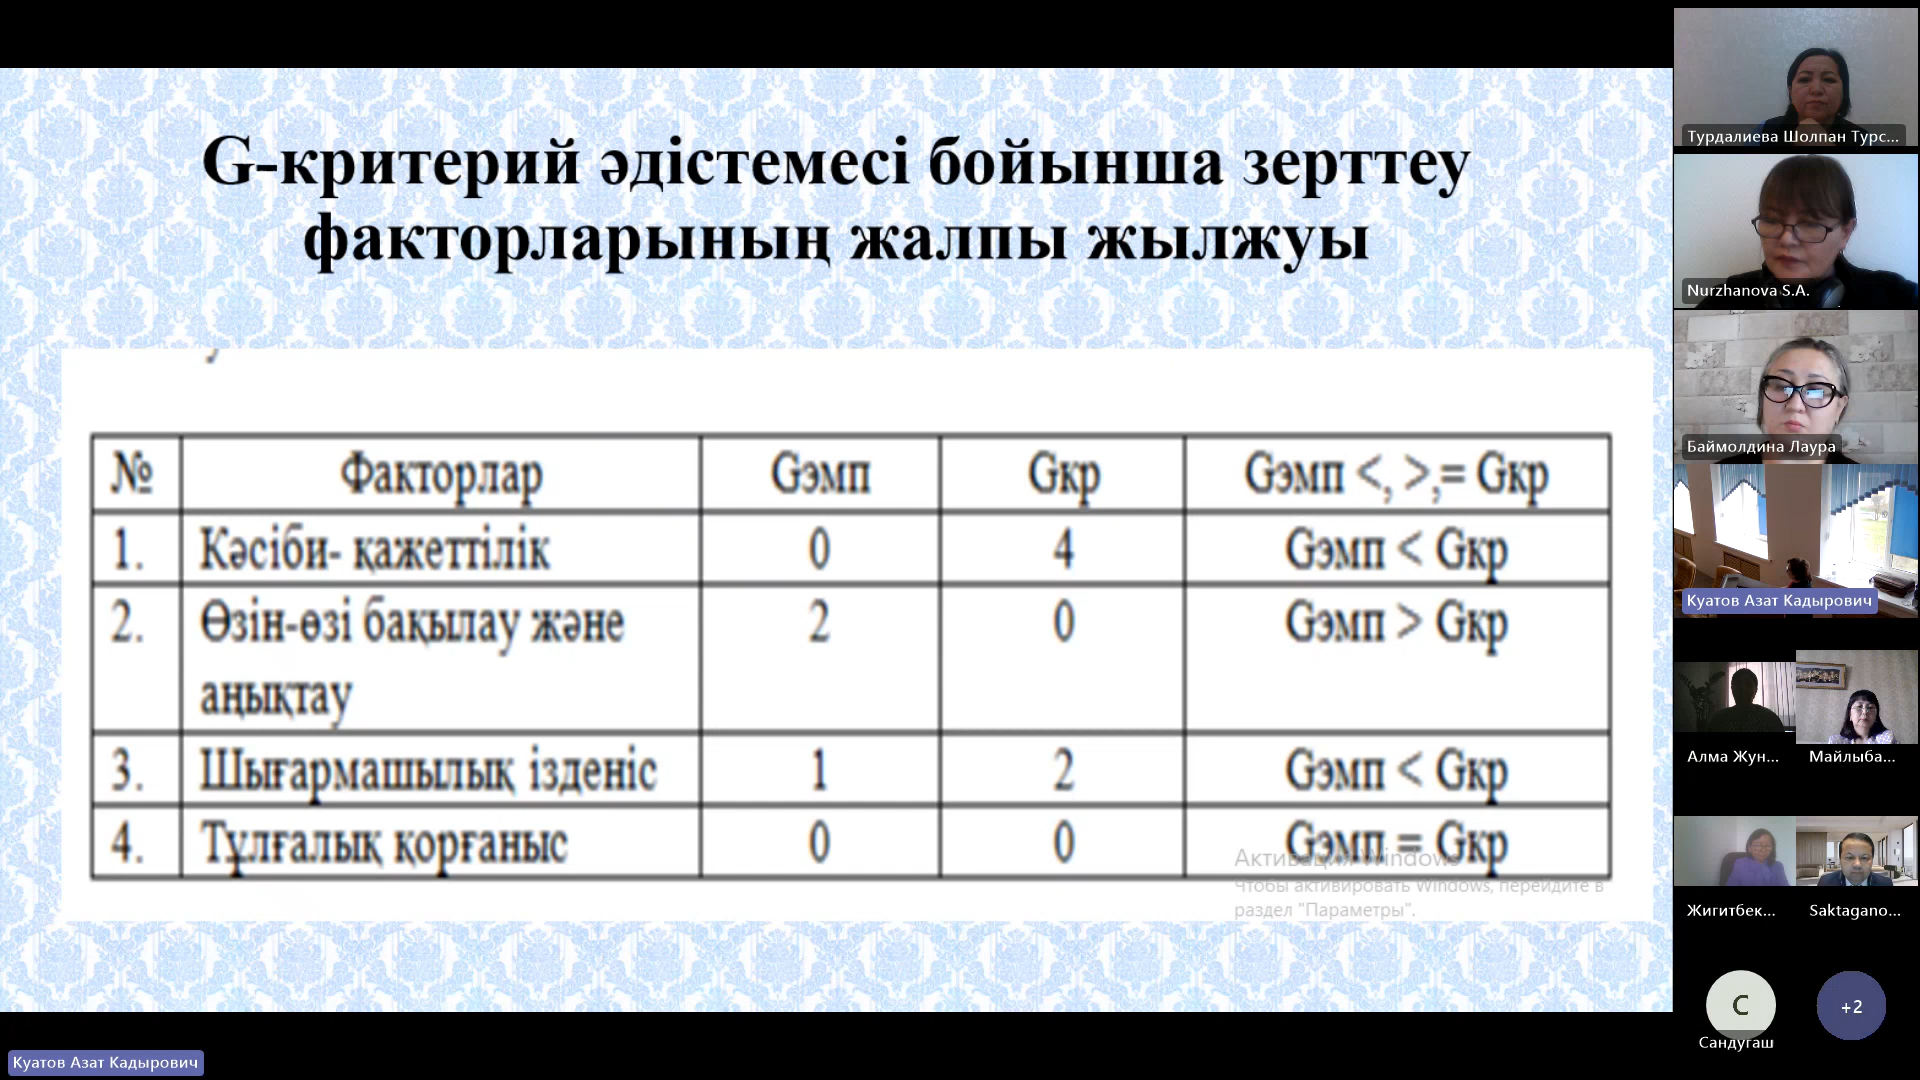 G-критерий әдістемесі бойынша зерттеу
факторларының жалпы жылжуы
№ Факторлар Gэмп Gкр Gэмп <, >,= Gкр
1. Кәсіби- қажеттілік 0 4 Gэмп < Gкр
2. Өзін-өзі бақылау және 2 0 Gэмп > Gкр
аңықтау
3. Шығармашылық ізденіс 1 2 Gэмп < Gкр
4. Тұлғалық қорғаныс 0 0 Gэмп = Gкр
Активация Windows
Чтобы активировать Windows, перейдите в
раздел "Параметры".
Куатов Азат Кадырович
Турдалиева Шолпан Турс...
Nurzhanova S.A.
Баймолдина Лаура
Куатов Азат Кадырович
Алма Жун... Майлыба...
Жигитбек... Saktagano...
C +2
Сандугаш